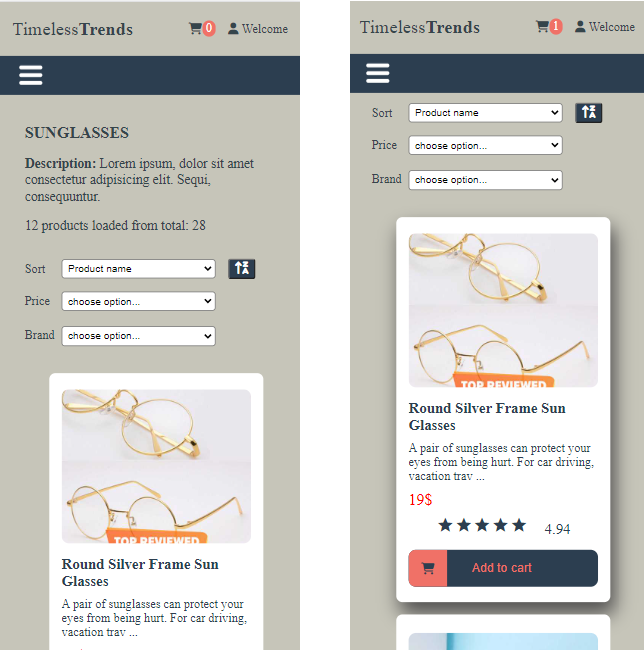 TimelessTrends 0 Welcome
SUNGLASSES
Description: Lorem ipsum, dolor sit amet
consectetur adipisicing elit. Sequi,
consequuntur.
12 products loaded from total: 28
Sort Product name ZA
Price choose option...
Brand choose option...
TOP REVIEWED
Round Silver Frame Sun
Glasses
A pair of sunglasses can protect your
eyes from being hurt. For car driving,
vacation trav ...
TimelessTrends 1 Welcome
Sort Product name ZA
Price choose option...
Brand choose option...
TOP REVIEWED
Round Silver Frame Sun
Glasses
A pair of sunglasses can protect your
eyes from being hurt. For car driving,
vacation trav ...
19$
4.94
Add to cart